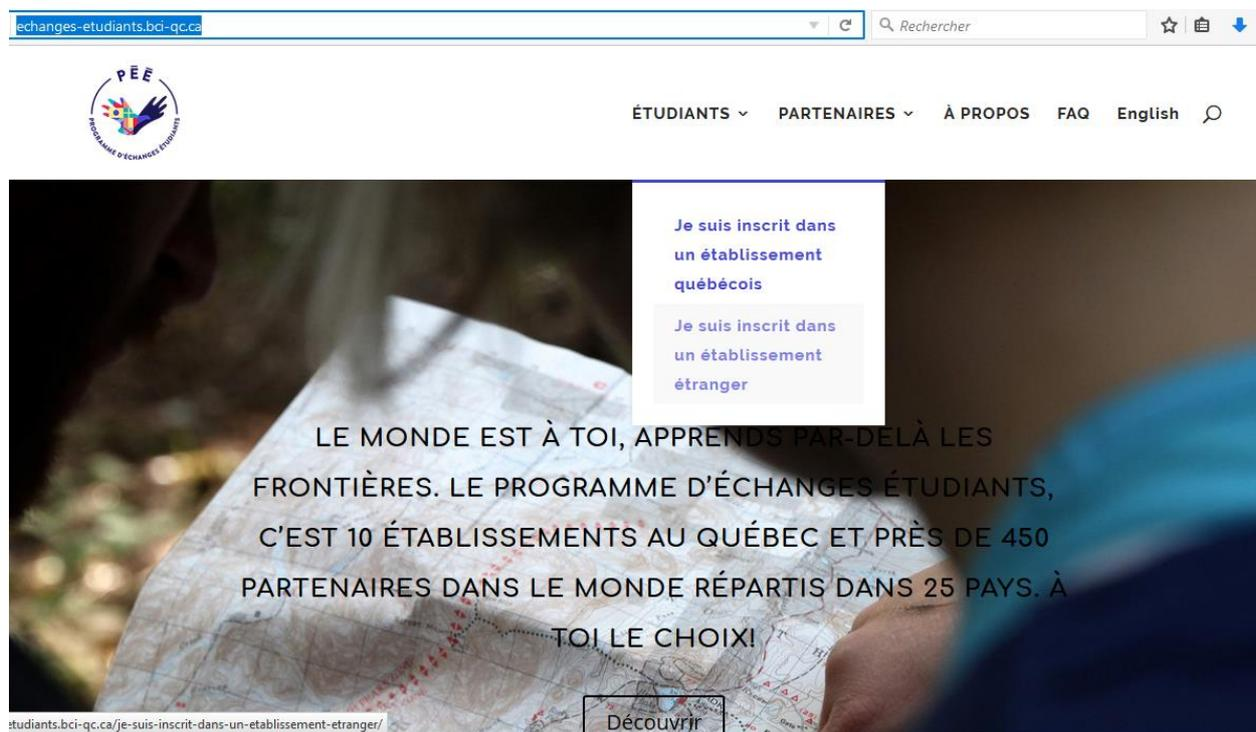 echanges-etudiants.bci-qc.ca
Rechercher
PĒĒ
PROGRAMME D'ÉCHANGES ÉTUDIANTS
ÉTUDIANTS
PARTENAIRES
À PROPOS
FAQ
English
Je suis inscrit dans
un établissement
québécois
Je suis inscrit dans
un établissement
étranger
LE MONDE EST À TOI, APPRENDS PAR-DELÀ LES
FRONTIÈRES. LE PROGRAMME D'ÉCHANGES ÉTUDIANTS,
C'EST 10 ÉTABLISSEMENTS AU QUÉBEC ET PRÈS DE 450
PARTENAIRES DANS LE MONDE RÉPARTIS DANS 25 PAYS. À
TOI LE CHOIX!
Découvrir
etudiants.bci-qc.ca/je-suis-inscrit-dans-un-etablissement-etranger/